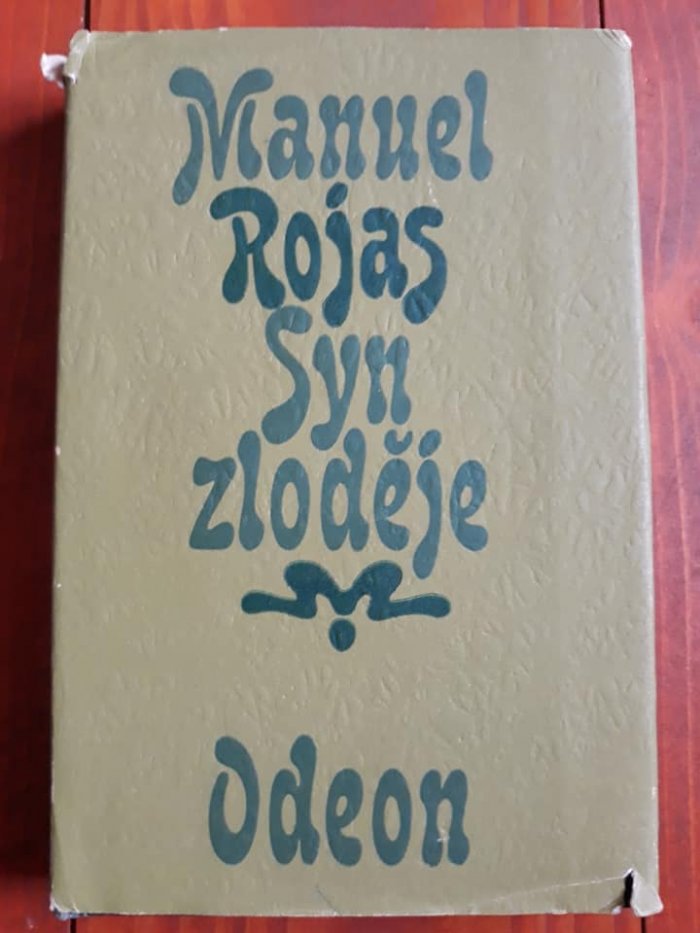 Manuel
Rojas
Syn
zloděje
Odeon